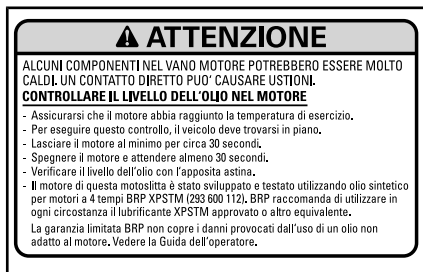 ATTENZIONE
ALCUNI COMPONENTI NEL VANO MOTORE POTREBBERO ESSERE MOLTO
CALDI. UN CONTATTO DIRETTO PUO' CAUSARE USTIONI.
CONTROLLARE IL LIVELLO DELL'OLIO NEL MOTORE
- Assicurarsi che il motore abbia raggiunto la temperatura di esercizio.
- Per eseguire questo controllo, il veicolo deve trovarsi in piano.
- Lasciare il motore al minimo per circa 30 secondi.
- Spegnere il motore e attendere almeno 30 secondi.
- Verificare il livello dell'olio con l'apposita astina.
- Il motore di questa motoslitta è stato sviluppato e testato utilizzando olio sintetico
per motori a 4 tempi BRP XPSTM (293 600 112). BRP raccomanda di utilizzare in
ogni circostanza il lubrificante XPSTM approvato o altro equivalente.
La garanzia limitata BRP non copre i danni provocati dall'uso di un olio non
adatto al motore. Vedere la Guida dell'operatore.